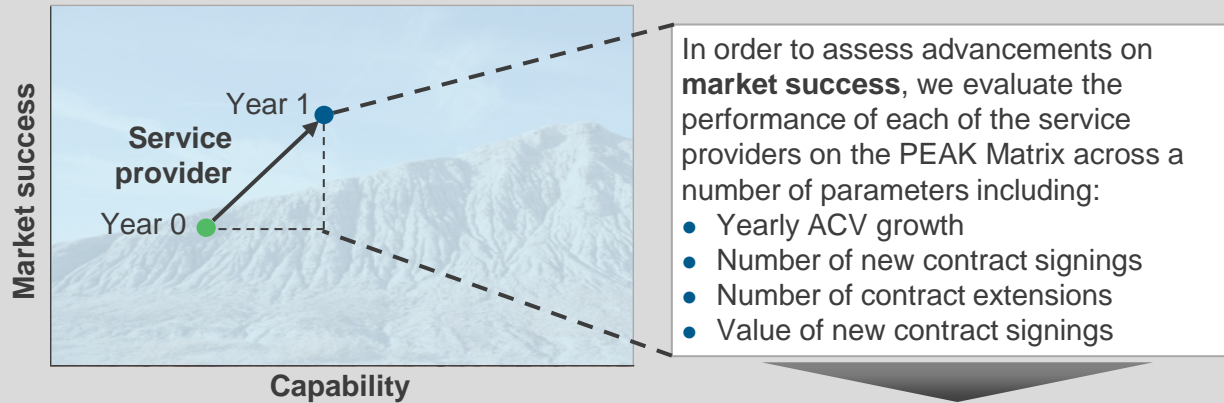 Market success
Year 1
Service
provider
Year 0
Capability
In order to assess advancements on
market success, we evaluate the
performance of each of the service
providers on the PEAK Matrix across a
number of parameters including:
● Yearly ACV growth
● Number of new contract signings
● Number of contract extensions
● Value of new contract signings